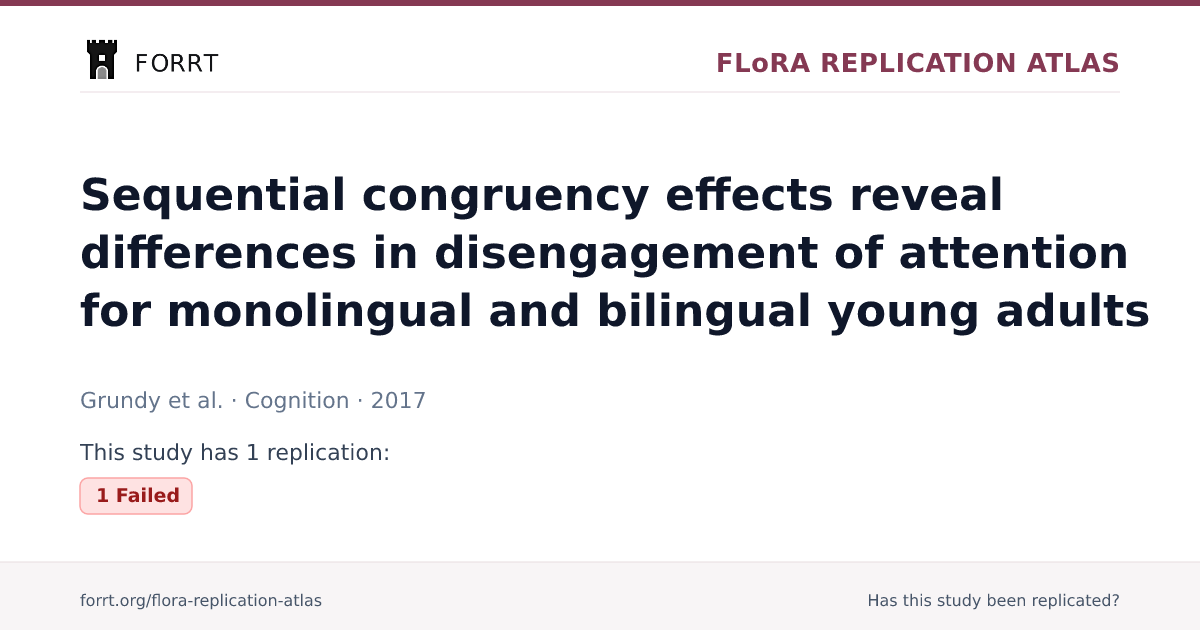 FORRT
FLoRA REPLICATION ATLAS
Sequential congruency effects reveal
differences in disengagement of attention
for monolingual and bilingual young adults
Grundy et al. · Cognition · 2017
This study has 1 replication:
1 Failed
forrt.org/flora-replication-atlas
Has this study been replicated?